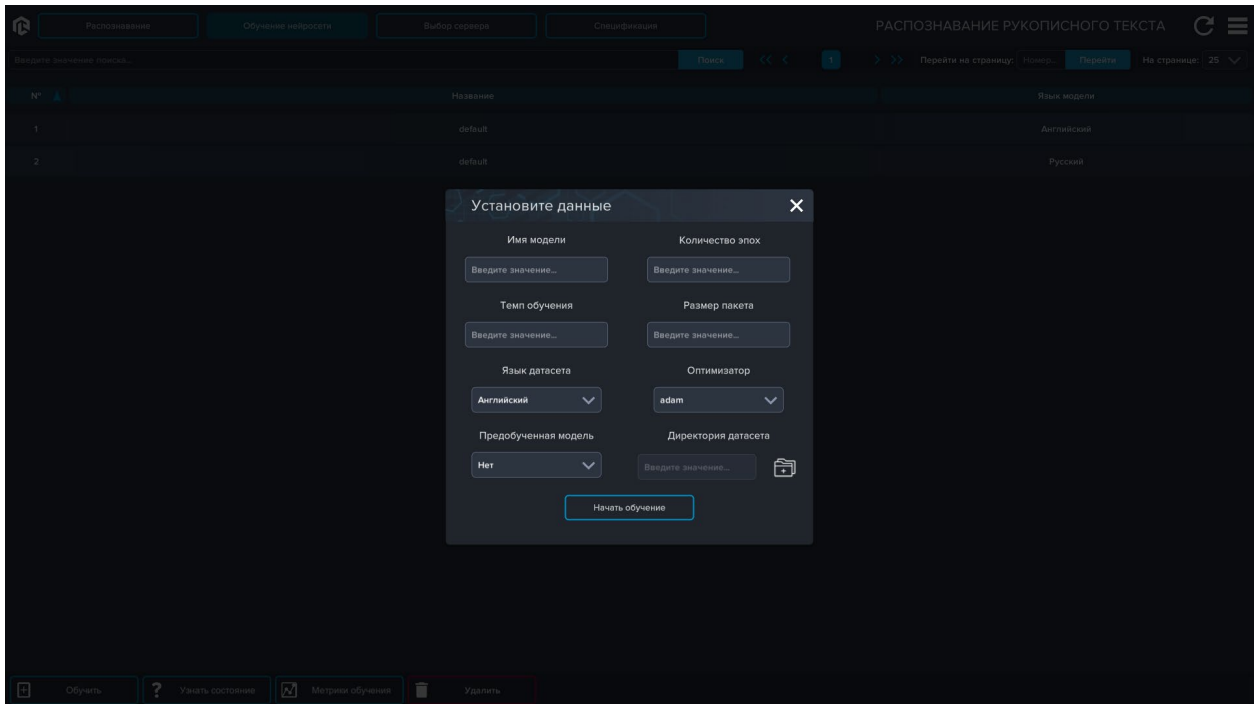 Распознавание Обучение нейросети Выбор сервера Спецификация РАСПОЗНАВАНИЕ РУКОПИСНОГО ТЕКСТА
Введите значение поиска... Поиск << < 1 > >> Перейти на страницу: Номер... Перейти На странице: 25
№ Название Язык модели
1 default Английский
2 default Русский
Установите данные
Имя модели Количество эпох
Введите значение... Введите значение...
Темп обучения Размер пакета
Введите значение... Введите значение...
Язык датасета Оптимизатор
Английский adam
Предобученная модель Директория датасета
Нет Введите значение...
Начать обучение
Обучить ? Узнать состояние Метрики обучения Удалить